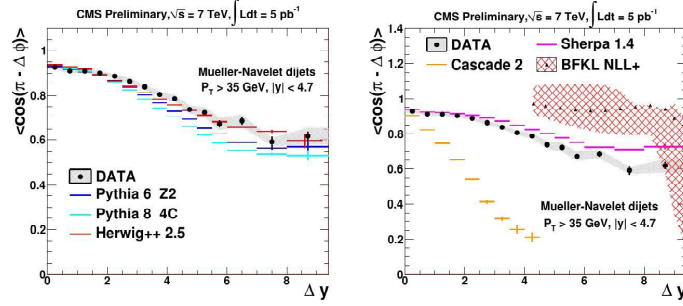 CMS Preliminary, √s = 7 TeV, ∫Ldt = 5 pb⁻¹
<cos(π - Δ ϕ)>
1
0.8
0.6
0.4
0.2
0
Mueller-Navelet dijets
P_T > 35 GeV, |y| < 4.7
DATA
Pythia 6 Z2
Pythia 8 4C
Herwig++ 2.5
0 2 4 6 8
Δ y
CMS Preliminary, √s = 7 TeV, ∫Ldt = 5 pb⁻¹
<cos(π - Δ ϕ)>
1.4
1.2
1
0.8
0.6
0.4
0.2
0
DATA
Sherpa 1.4
Cascade 2
BFKL NLL+
Mueller-Navelet dijets
P_T > 35 GeV, |y| < 4.7
0 2 4 6 8
Δ y